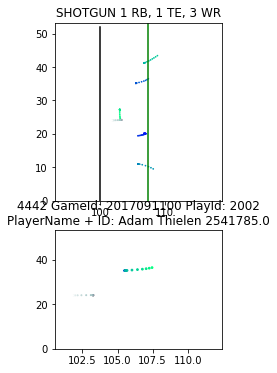 SHOTGUN 1 RB, 1 TE, 3 WR
50
40
30
20
10
0
100
110
4442 GameId: 2017091100 PlayId: 2002
PlayerName + ID: Adam Thielen 2541785.0
40
20
0
102.5 105.0 107.5 110.0